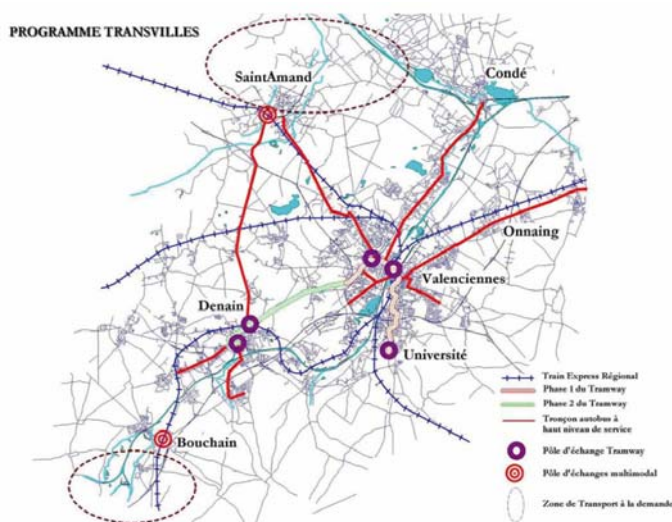 PROGRAMME TRANSVILLES
SaintAmand
Condé
Onnaing
Valenciennes
Denain
Université
Bouchain
Train Express Régional
Phase 1 du Tramway
Phase 2 du Tramway
Tronçon autobus à
haut niveau de service
Pôle d'échange Tramway
Pôle d'échanges multimodal
Zone de Transport à la demande